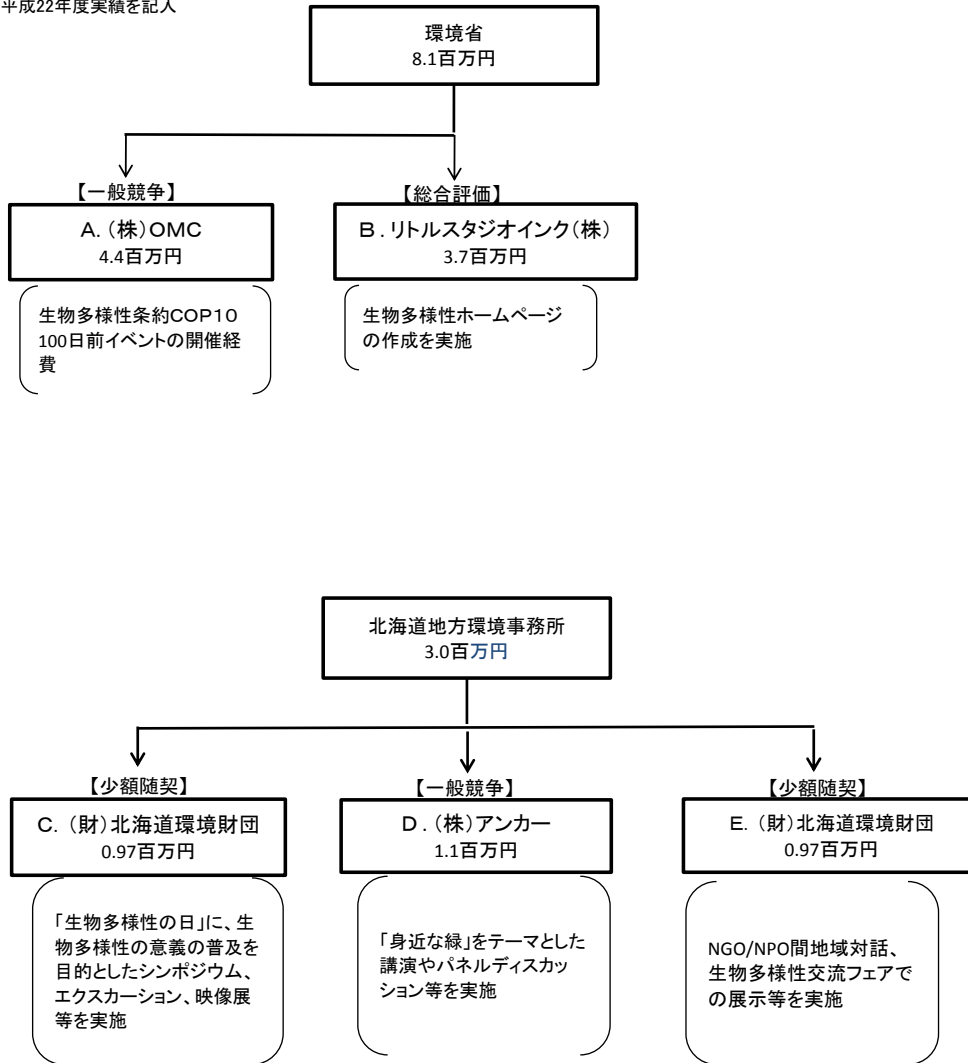 平成22年度実績を記入
環境省
8.1百万円
【一般競争】
【総合評価】
A. (株)OMC
4.4百万円
B. リトルスタジオインク(株)
3.7百万円
生物多様性条約COP10
100日前イベントの開催経
費
生物多様性ホームページ
の作成を実施
北海道地方環境事務所
3.0百万円
【少額随契】
【一般競争】
【少額随契】
C. (財)北海道環境財団
0.97百万円
D. (株)アンカー
1.1百万円
E. (財)北海道環境財団
0.97百万円
「生物多様性の日」に、生
物多様性の意義の普及を
目的としたシンポジウム、
エクスカーション、映像展
等を実施
「身近な緑」をテーマとした
講演やパネルディスカッ
ション等を実施
NGO/NPO間地域対話、
生物多様性交流フェアで
の展示等を実施